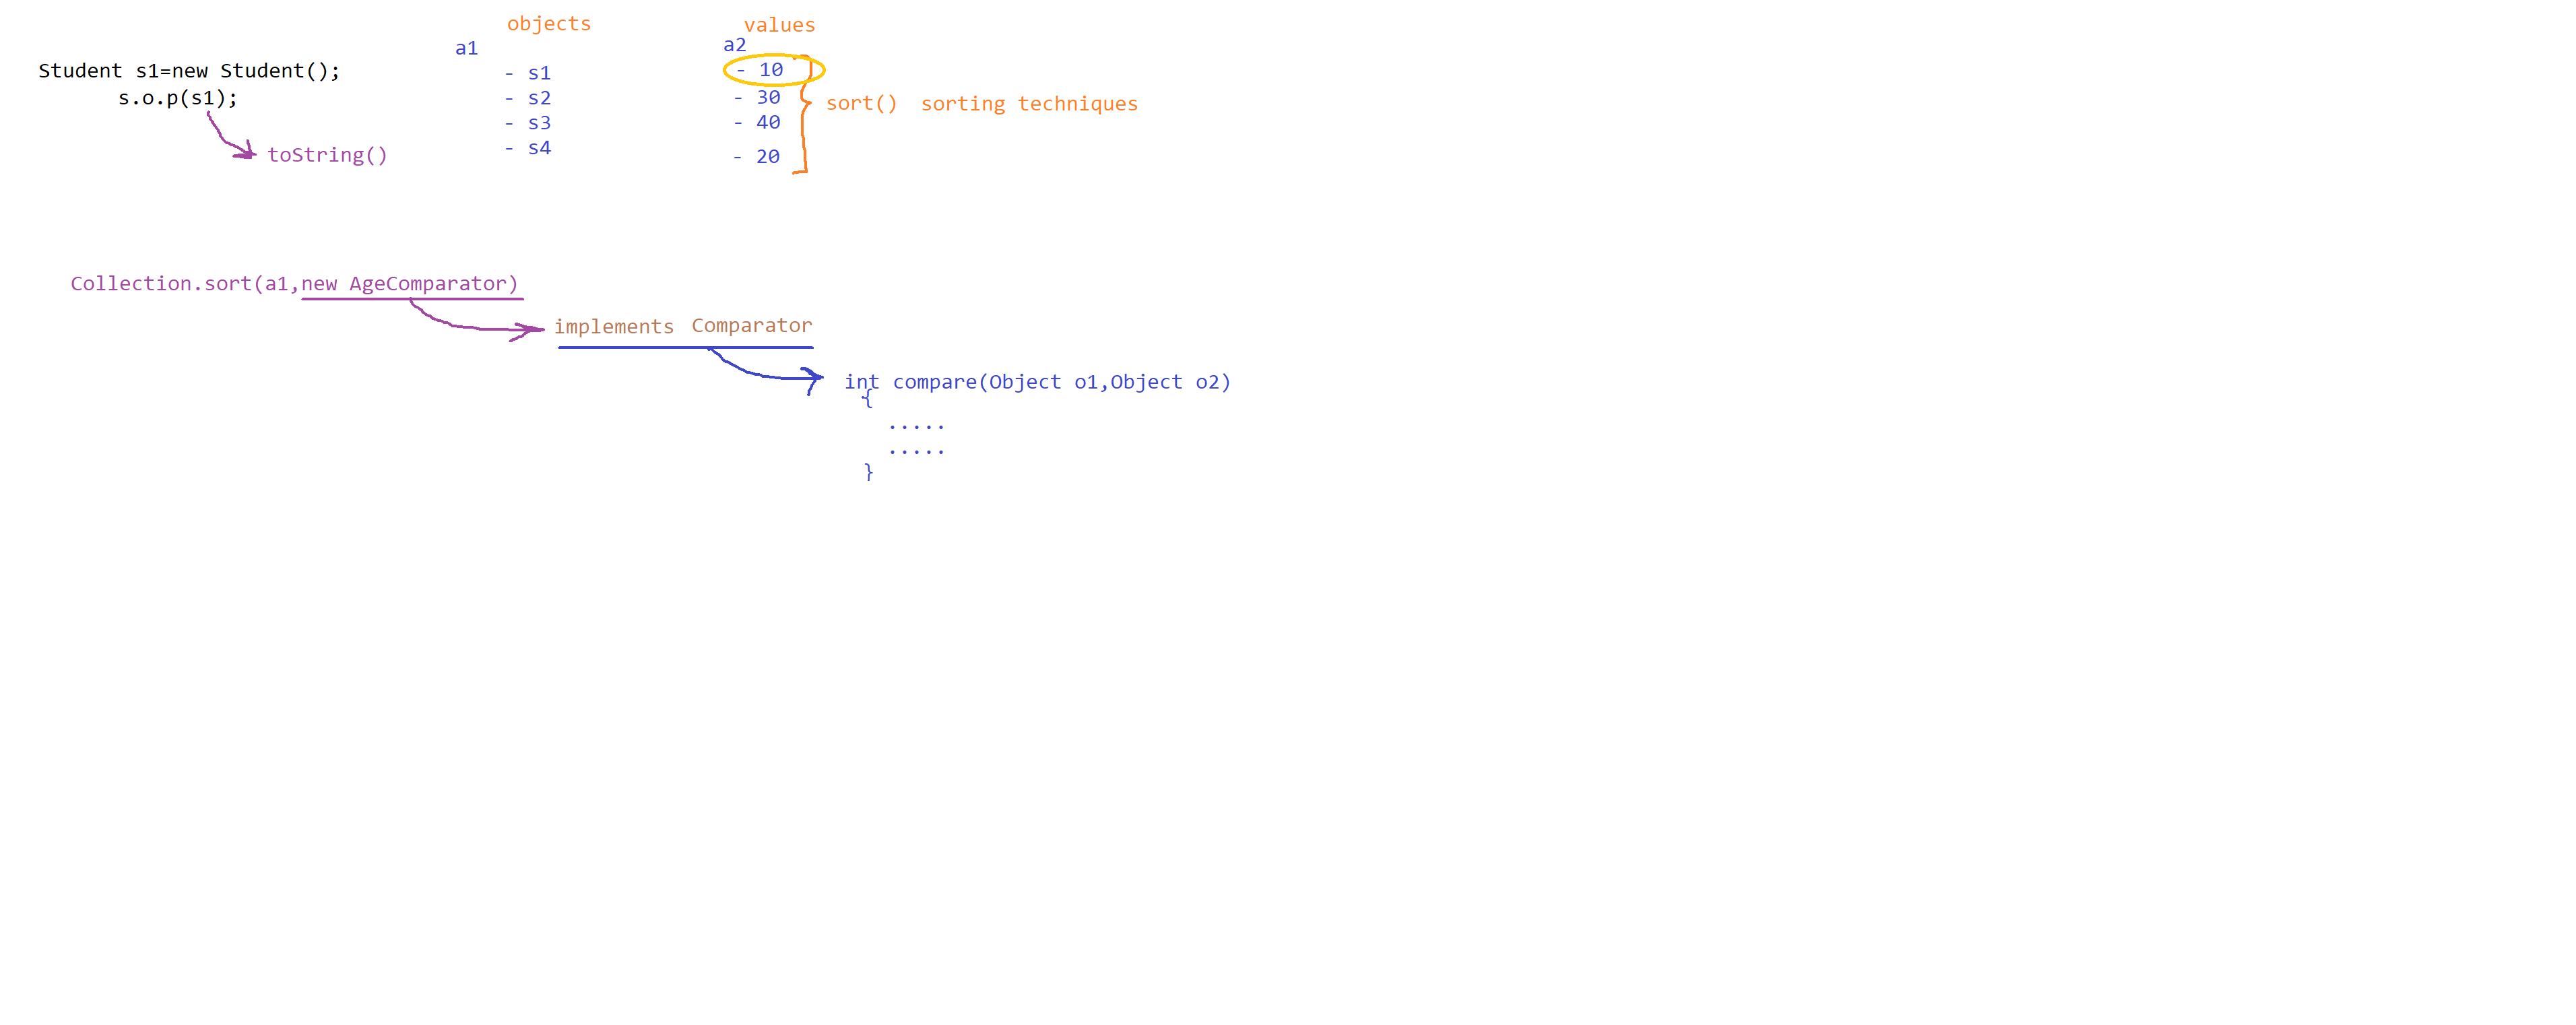 objects
values
a1
a2
Student s1=new Student();
s.o.p(s1);
toString()
- s1
- s2
- s3
- s4
- 10
- 30
- 40
- 20
sort() sorting techniques
Collection.sort(a1,new AgeComparator)
implements Comparator
int compare(Object o1,Object o2)
{
.....
.....
}